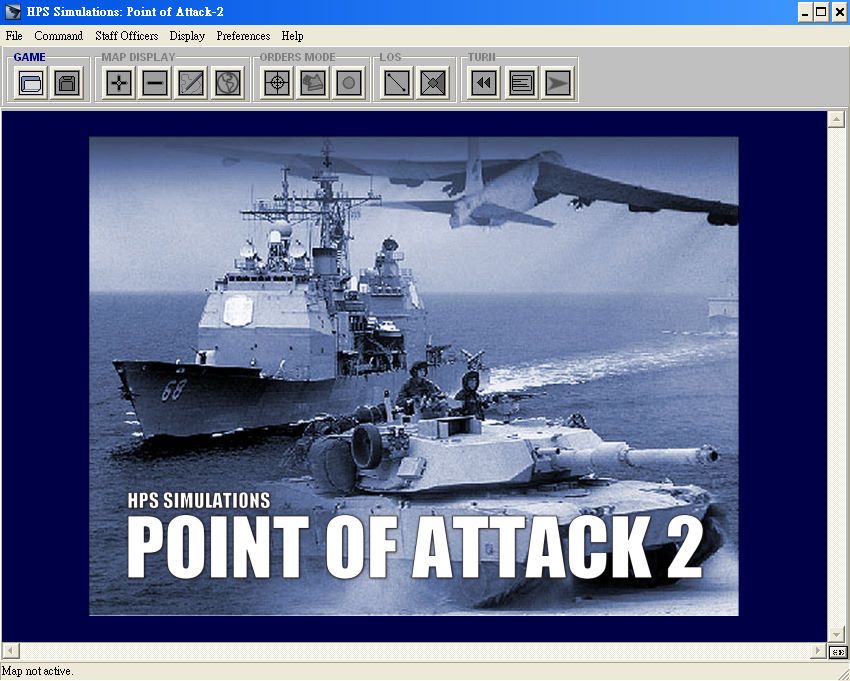 HPS Simulations: Point of Attack-2
File Command Staff Officers Display Preferences Help
GAME MAP DISPLAY ORDERS MODE LOS TURN
68
HPS SIMULATIONS
POINT OF ATTACK 2
Map not active.